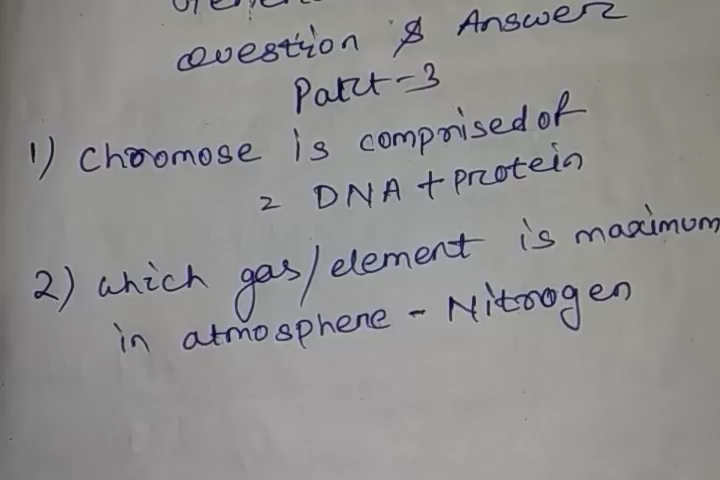 Question & Answer
Part-3
1) Chromose is comprised of
= DNA + protein
2) which gas/element is maximum
in atmosphere - Nitrogen